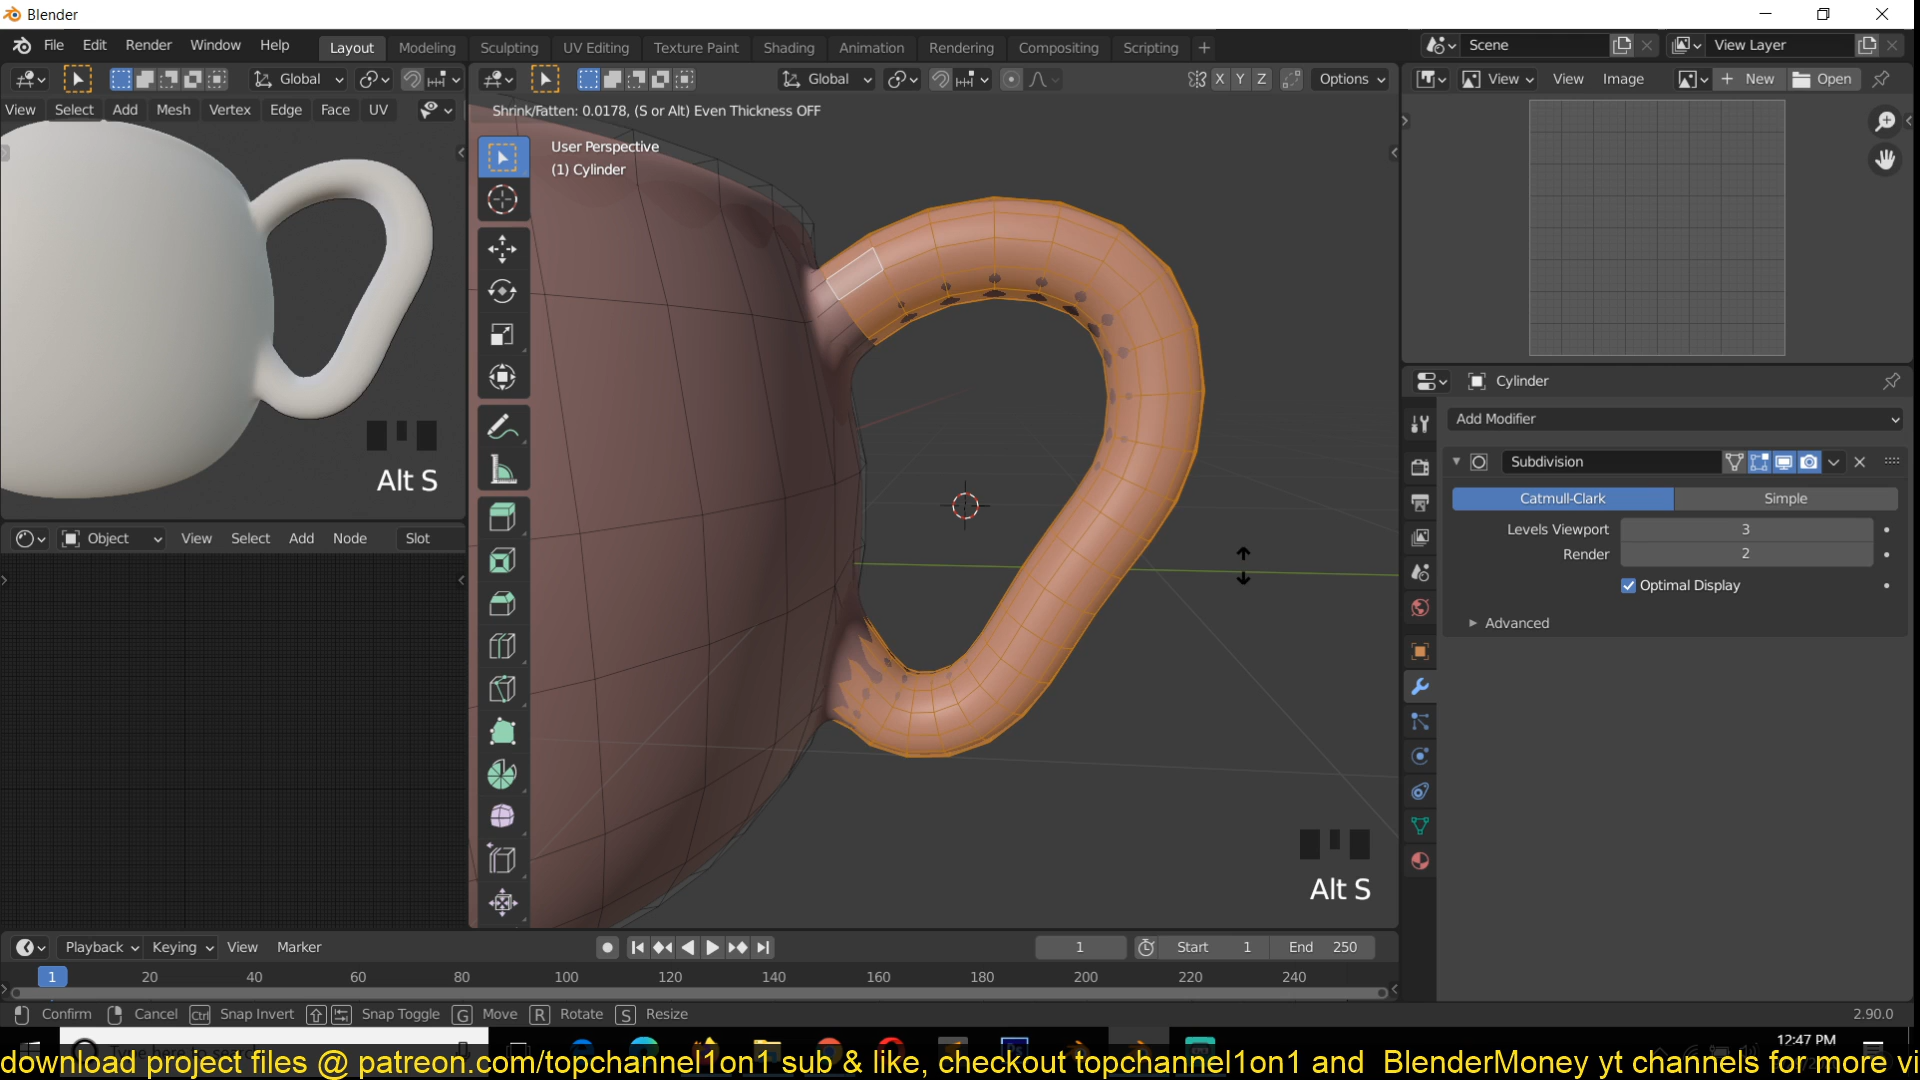 Blender
File Edit Render Window Help
Layout Modeling Sculpting UV Editing Texture Paint Shading Animation Rendering Compositing Scripting +
Scene
View Layer
Global
Global
X Y Z
Options
View View Image New Open
View Select Add Mesh Vertex Edge Face UV
Shrink/Fatten: 0.0178, (S or Alt) Even Thickness OFF
User Perspective
(1) Cylinder
Alt S
Object View Select Add Node Slot
Cylinder
Add Modifier
Subdivision
Catmull-Clark Simple
Levels Viewport 3
Render 2
Optimal Display
Advanced
Alt S
Playback Keying View Marker
1 Start 1 End 250
1 20 40 60 80 100 120 140 160 180 200 220 240
Confirm Cancel Ctrl Snap Invert Snap Toggle G Move R Rotate S Resize
2.90.0
12:47 PM
download project files @ patreon.com/topchannel1on1 sub & like, checkout topchannel1on1 and BlenderMoney yt channels for more vi